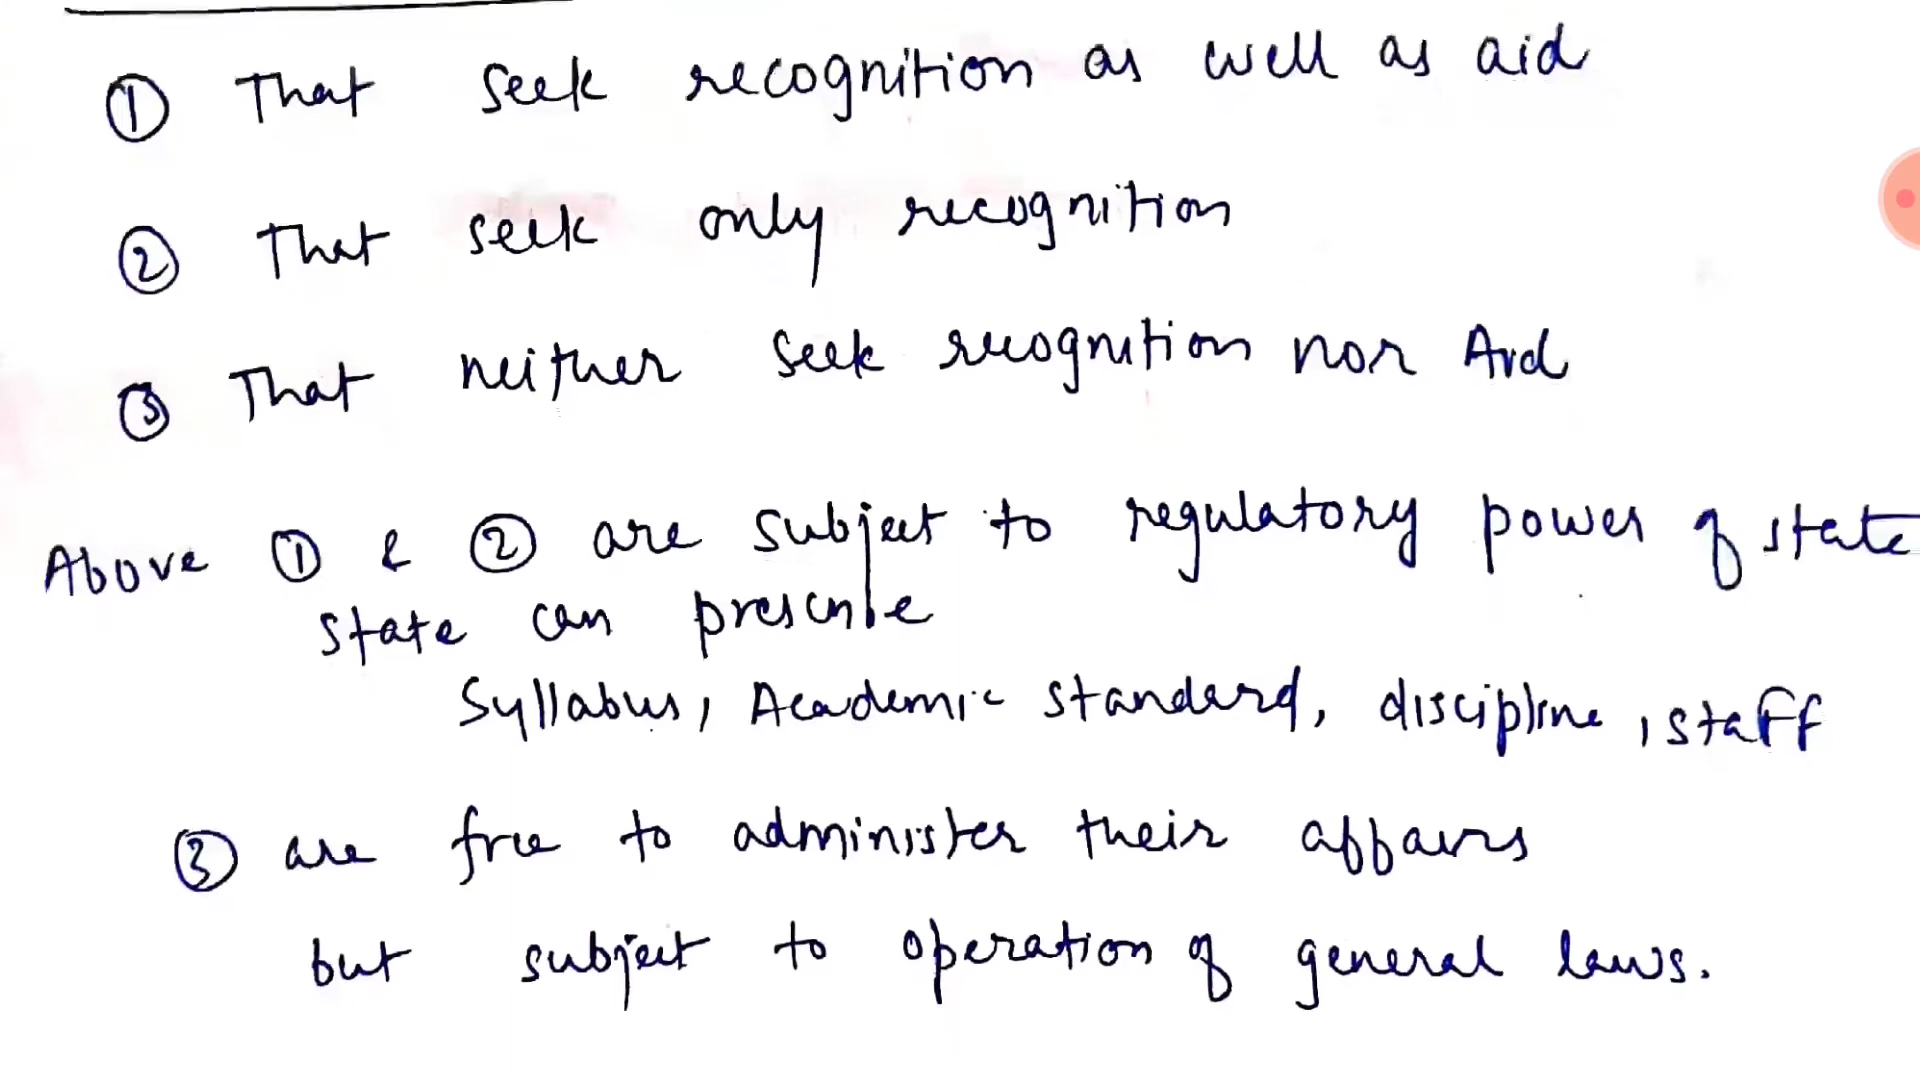 ① That seek recognition as well as aid
② That seek only recognition
③ That neither seek recognition nor Aid
Above ① & ② are subject to regulatory power of state
state can prescribe
Syllabus, Academic standard, discipline, staff
③ are free to administer their affairs
but subject to operation of general laws.